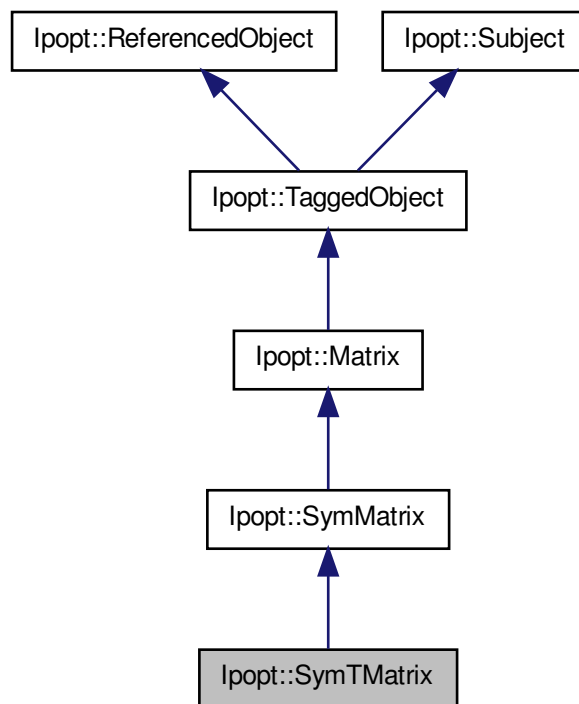 Ipopt::ReferencedObject
Ipopt::Subject
Ipopt::TaggedObject
Ipopt::Matrix
Ipopt::SymMatrix
Ipopt::SymTMatrix